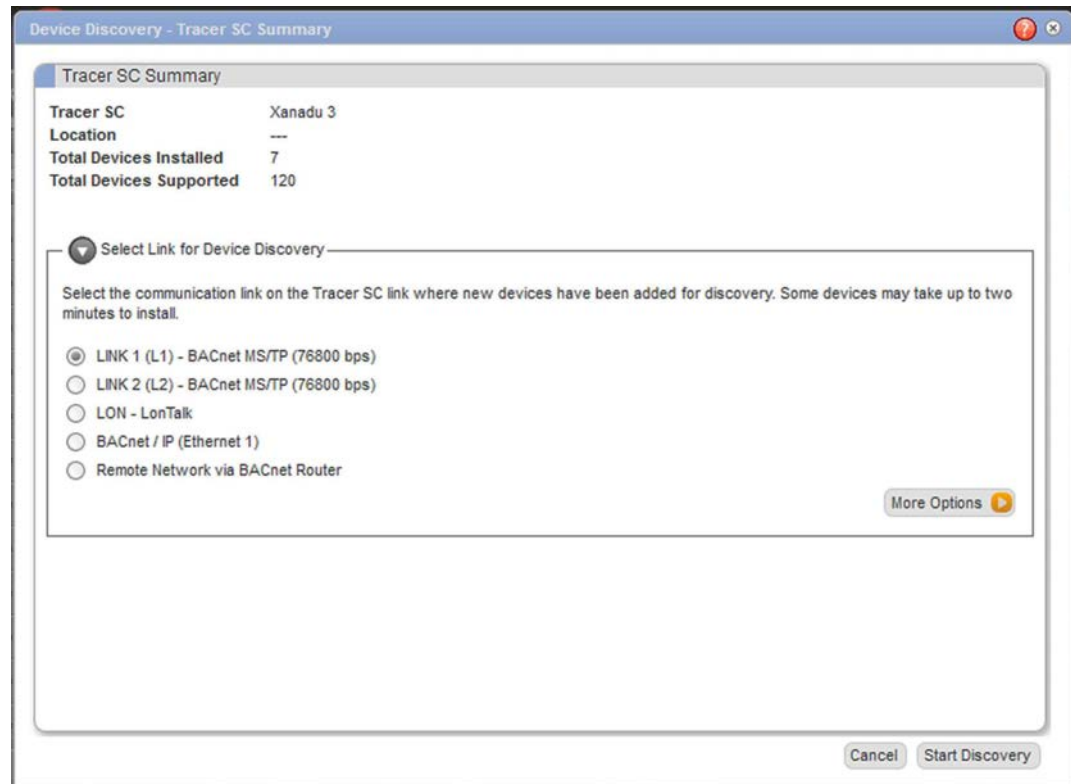 Device Discovery - Tracer SC Summary
?
Tracer SC Summary
Tracer SC Xanadu 3
Location ---
Total Devices Installed 7
Total Devices Supported 120
Select Link for Device Discovery
Select the communication link on the Tracer SC link where new devices have been added for discovery. Some devices may take up to two
minutes to install.
LINK 1 (L1) - BACnet MS/TP (76800 bps)
LINK 2 (L2) - BACnet MS/TP (76800 bps)
LON - LonTalk
BACnet / IP (Ethernet 1)
Remote Network via BACnet Router
More Options
Cancel Start Discovery